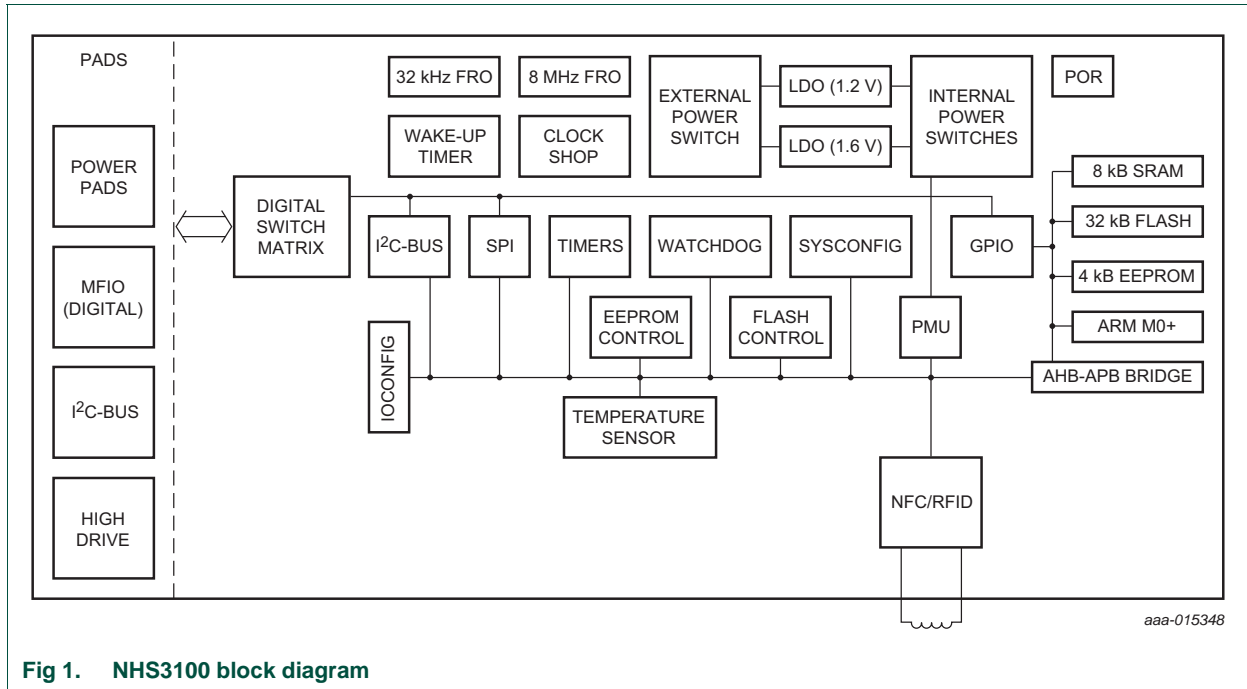 PADS
POWER
PADS
MFIO
(DIGITAL)
I²C-BUS
HIGH
DRIVE
32 kHz FRO
8 MHz FRO
WAKE-UP
TIMER
CLOCK
SHOP
EXTERNAL
POWER
SWITCH
LDO (1.2 V)
LDO (1.6 V)
INTERNAL
POWER
SWITCHES
POR
DIGITAL
SWITCH
MATRIX
I²C-BUS
SPI
TIMERS
WATCHDOG
SYSCONFIG
GPIO
8 kB SRAM
32 kB FLASH
4 kB EEPROM
ARM M0+
AHB-APB BRIDGE
IOCONFIG
EEPROM
CONTROL
FLASH
CONTROL
PMU
TEMPERATURE
SENSOR
NFC/RFID
aaa-015348
Fig 1. NHS3100 block diagram